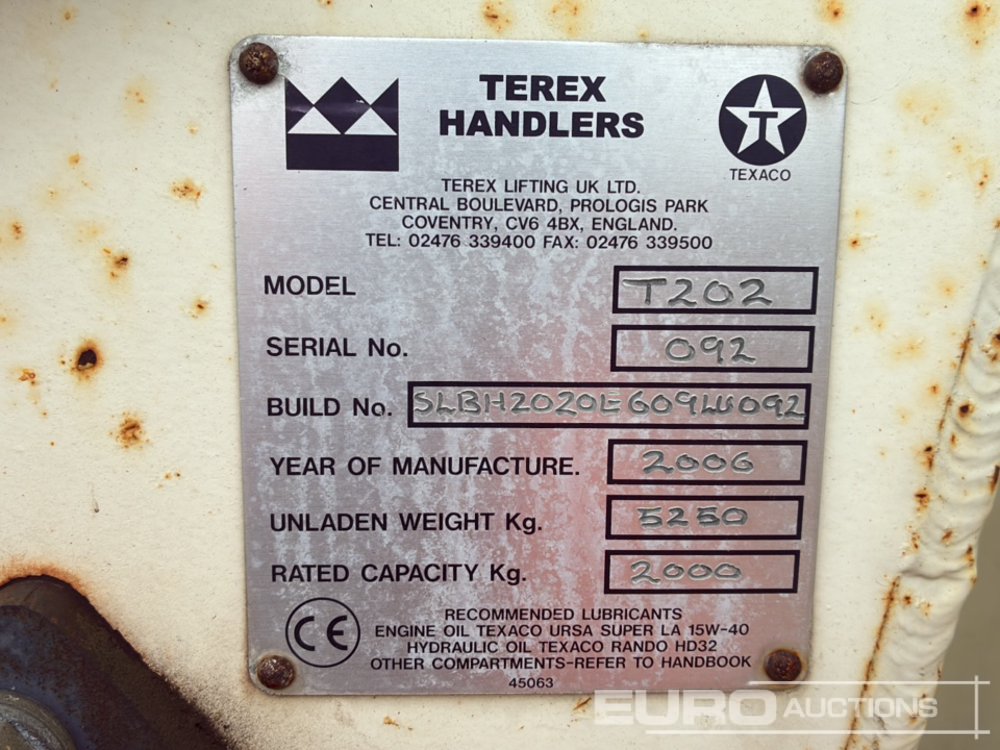 TEREX
HANDLERS
T
TEXACO
TEREX LIFTING UK LTD.
CENTRAL BOULEVARD, PROLOGIS PARK
COVENTRY, CV6 4BX, ENGLAND.
TEL: 02476 339400 FAX: 02476 339500
MODEL T202
SERIAL No. 092
BUILD No. SLBH2020E609LU092
YEAR OF MANUFACTURE. 2006
UNLADEN WEIGHT Kg. 5250
RATED CAPACITY Kg. 2000
CE
RECOMMENDED LUBRICANTS
ENGINE OIL TEXACO URSA SUPER LA 15W-40
HYDRAULIC OIL TEXACO RANDO HD32
OTHER COMPARTMENTS-REFER TO HANDBOOK
45063
EURO AUCTIONS